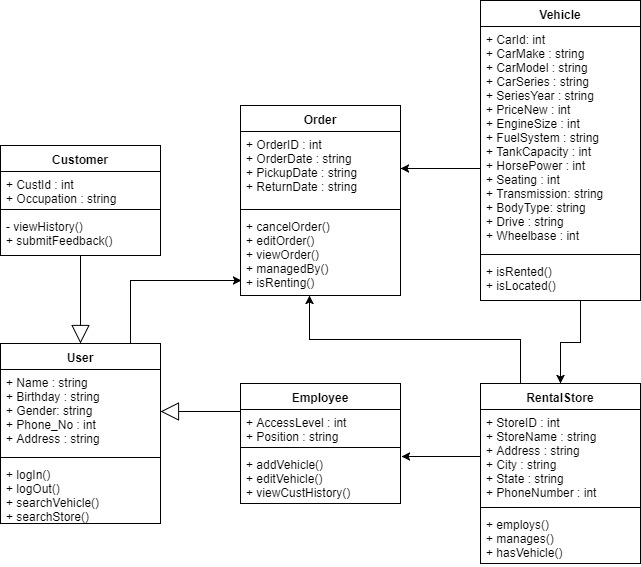 Vehicle
+ CarId: int
+ CarMake : string
+ CarModel : string
+ CarSeries : string
+ SeriesYear : string
+ PriceNew : int
+ EngineSize : int
+ FuelSystem : string
+ TankCapacity : int
+ HorsePower : int
+ Seating : int
+ Transmission: string
+ BodyType: string
+ Drive : string
+ Wheelbase : int
+ isRented()
+ isLocated()
Order
+ OrderID : int
+ OrderDate : string
+ PickupDate : string
+ ReturnDate : string
+ cancelOrder()
+ editOrder()
+ viewOrder()
+ managedBy()
+ isRenting()
Customer
+ CustId : int
+ Occupation : string
- viewHistory()
+ submitFeedback()
User
+ Name : string
+ Birthday : string
+ Gender: string
+ Phone_No : int
+ Address : string
+ logIn()
+ logOut()
+ searchVehicle()
+ searchStore()
Employee
+ AccessLevel : int
+ Position : string
+ addVehicle()
+ editVehicle()
+ viewCustHistory()
RentalStore
+ StoreID : int
+ StoreName : string
+ Address : string
+ City : string
+ State : string
+ PhoneNumber : int
+ employs()
+ manages()
+ hasVehicle()